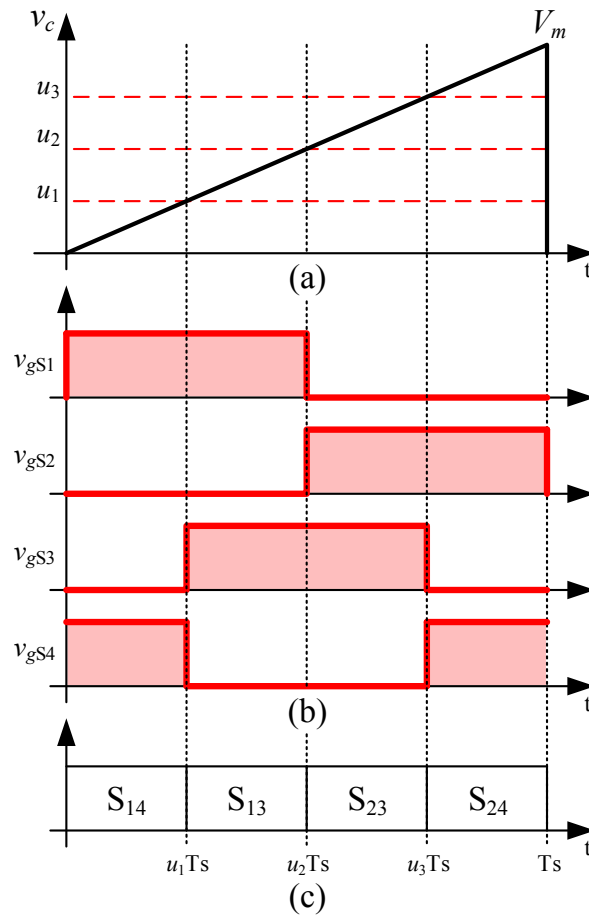 v_c V_m
u_3
u_2
u_1
t
(a)
v_gS1
v_gS2
v_gS3
v_gS4
t
(b)
S_14 S_13 S_23 S_24
t
u_1Ts u_2Ts u_3Ts Ts
(c)